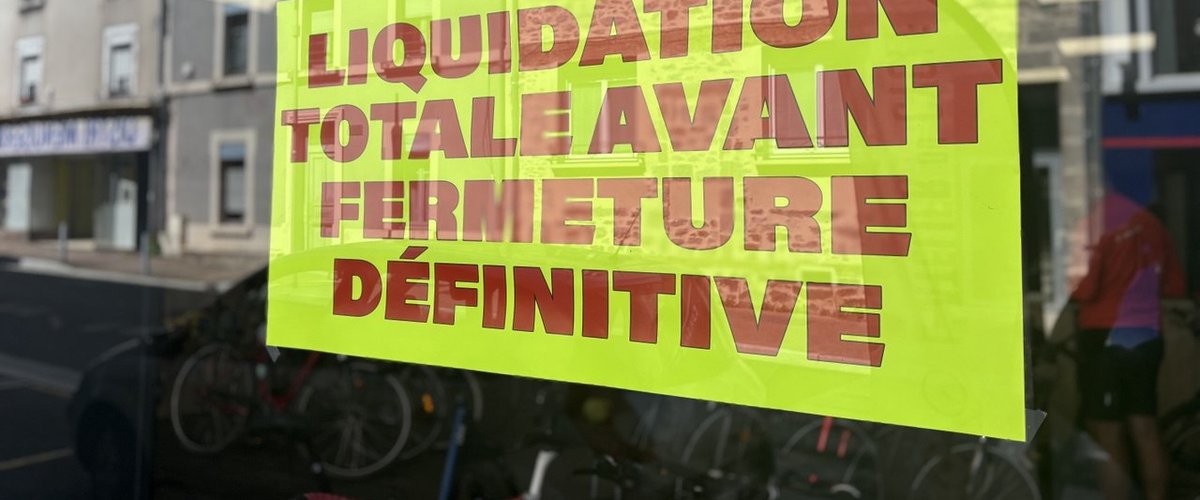 LIQUIDATION
TOTALE AVANT
FERMETURE
DÉFINITIVE